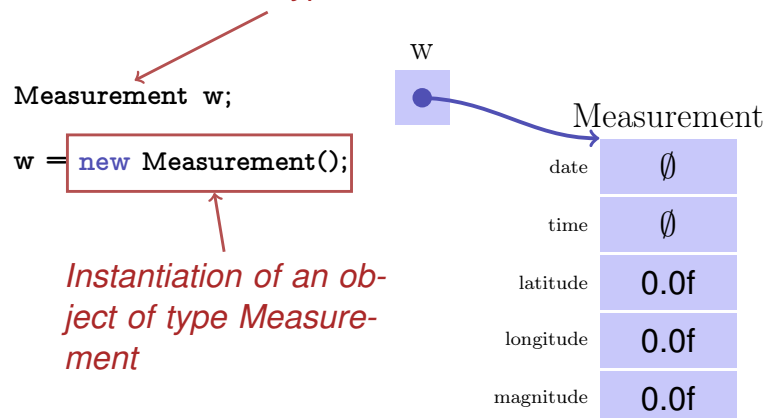 w
Measurement w;
Measurement
w = new Measurement();
date ∅
time ∅
Instantiation of an ob-
ject of type Measure-
ment
latitude 0.0f
longitude 0.0f
magnitude 0.0f